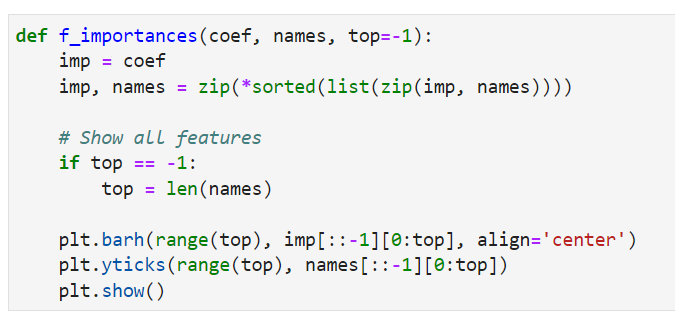 def f_importances(coef, names, top=-1):
    imp = coef
    imp, names = zip(*sorted(list(zip(imp, names))))

    # Show all features
    if top == -1:
        top = len(names)

    plt.barh(range(top), imp[::-1][0:top], align='center')
    plt.yticks(range(top), names[::-1][0:top])
    plt.show()